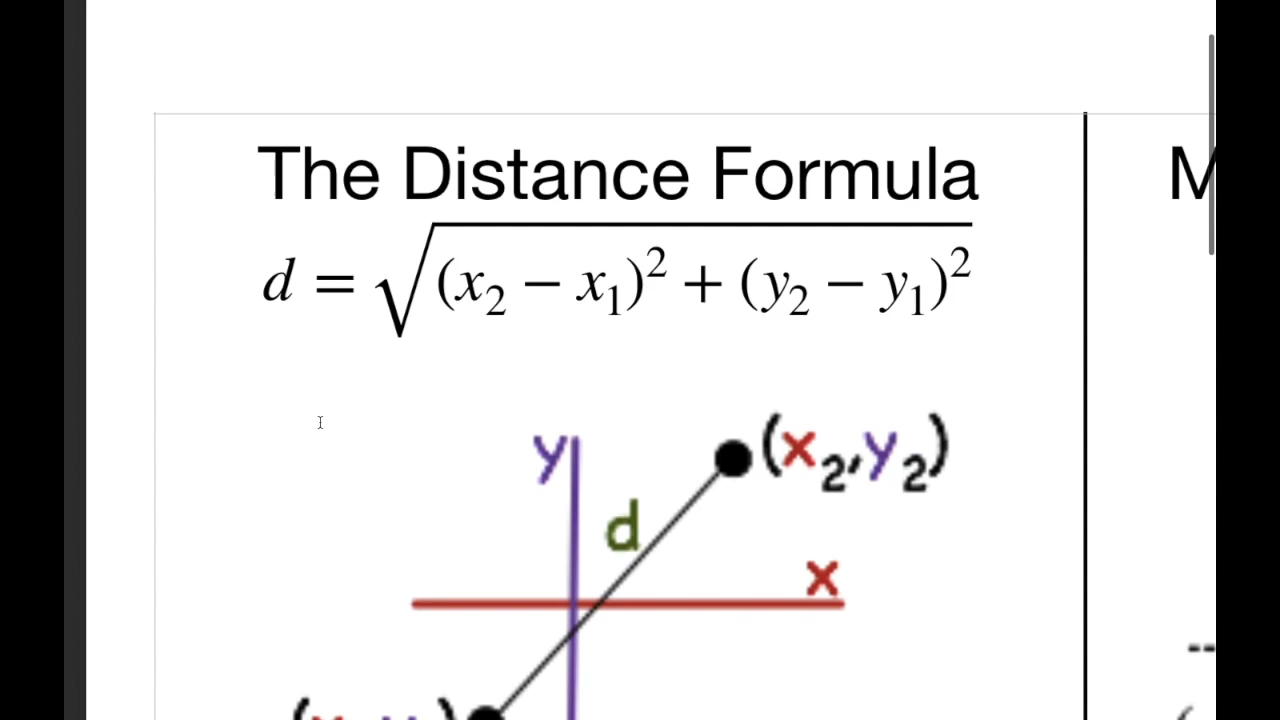 The Distance Formula
d = √(x₂ − x₁)² + (y₂ − y₁)²
y
(x₂,y₂)
d
x